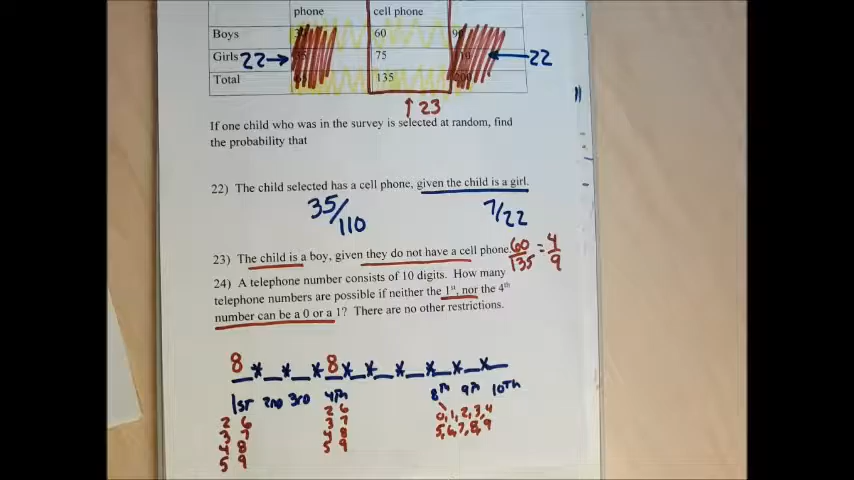 phone cell phone
Boys 60 90
Girls 22 → 75 ← 22
Total 135 200
↑ 23
If one child who was in the survey is selected at random, find
the probability that
22) The child selected has a cell phone, given the child is a girl.
35/110 7/22
23) The child is a boy, given they do not have a cell phone. 60/135 = 4/9
24) A telephone number consists of 10 digits. How many
telephone numbers are possible if neither the 1st, nor the 4th
number can be a 0 or a 1? There are no other restrictions.
8 * _ * _ * 8 * _ * _ * _ * _ * _ * _
1st 2nd 3rd 4th 8th 9th 10th
2 6 2 6 0,1,2,3,4
3 7 3 7 5,6,7,8,9
4 8 4 8
5 9 5 9